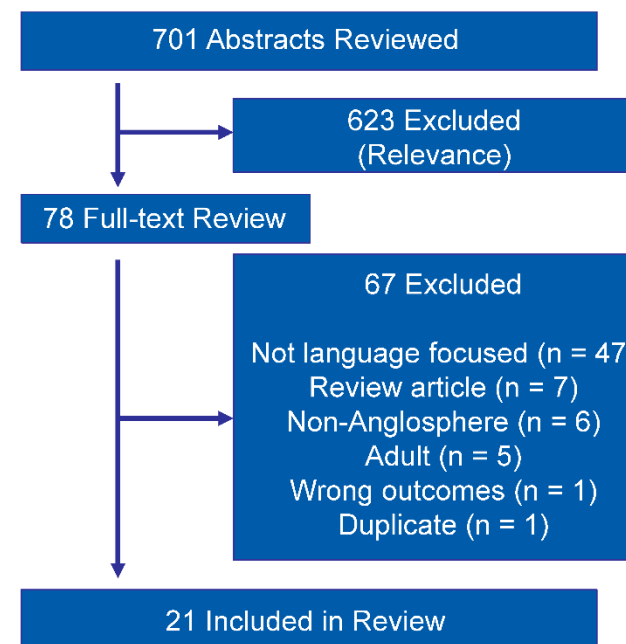 701 Abstracts Reviewed
623 Excluded
(Relevance)
78 Full-text Review
67 Excluded
Not language focused (n = 47
Review article (n = 7)
Non-Anglosphere (n = 6)
Adult (n = 5)
Wrong outcomes (n = 1)
Duplicate (n = 1)
21 Included in Review